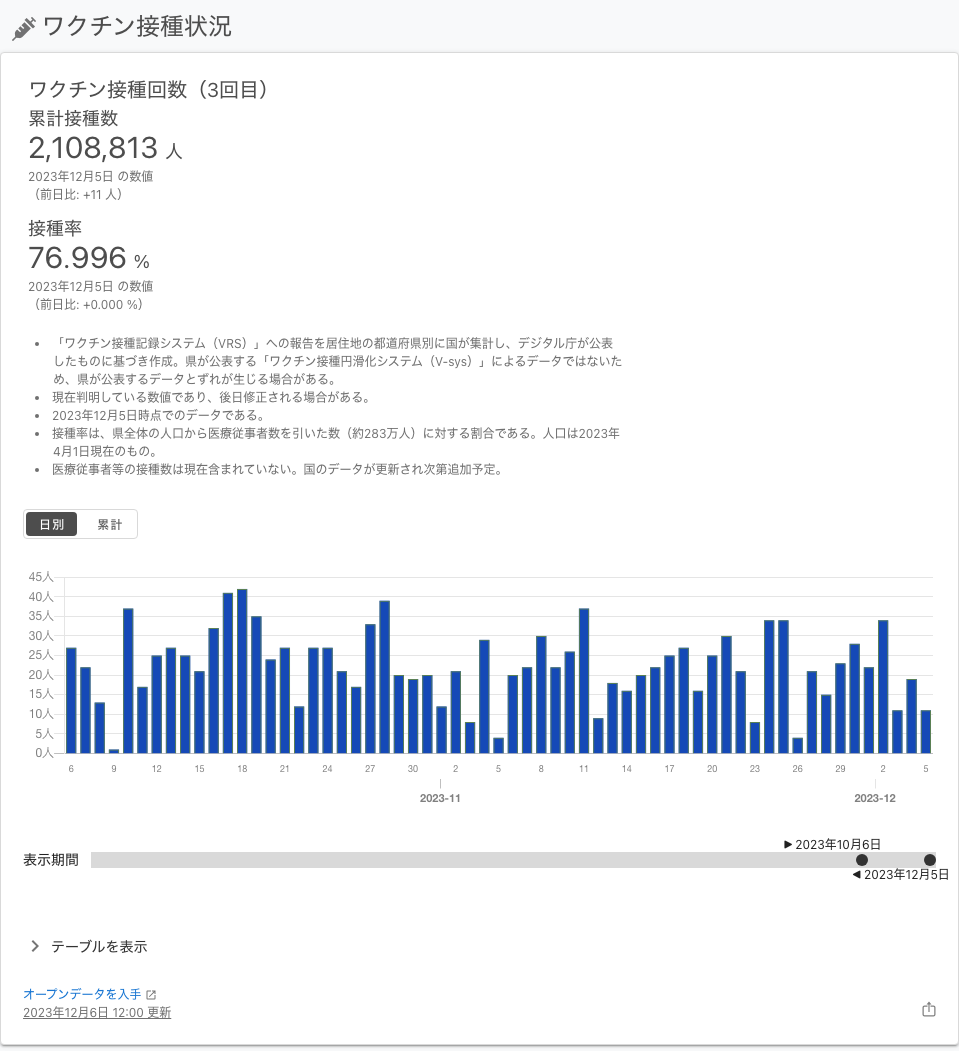 ワクチン接種状況
ワクチン接種回数（3回目）
累計接種数
2,108,813 人
2023年12月5日 の数値
（前日比: +11 人）
接種率
76.996 %
2023年12月5日 の数値
（前日比: +0.000 %）
• 「ワクチン接種記録システム（VRS）」への報告を居住地の都道府県別に国が集計し、デジタル庁が公表
したものに基づき作成。県が公表する「ワクチン接種円滑化システム（V-sys）」によるデータではないた
め、県が公表するデータとずれが生じる場合がある。
• 現在判明している数値であり、後日修正される場合がある。
• 2023年12月5日時点でのデータである。
• 接種率は、県全体の人口から医療従事者数を引いた数（約283万人）に対する割合である。人口は2023年
4月1日現在のもの。
• 医療従事者等の接種数は現在含まれていない。国のデータが更新され次第追加予定。
日別 累計
45人
40人
35人
30人
25人
20人
15人
10人
5人
0人
6 9 12 15 18 21 24 27 30 2 5 8 11 14 17 20 23 26 29 2 5
2023-11 2023-12
▶ 2023年10月6日
表示期間
◀ 2023年12月5日
テーブルを表示
オープンデータを入手
2023年12月6日 12:00 更新